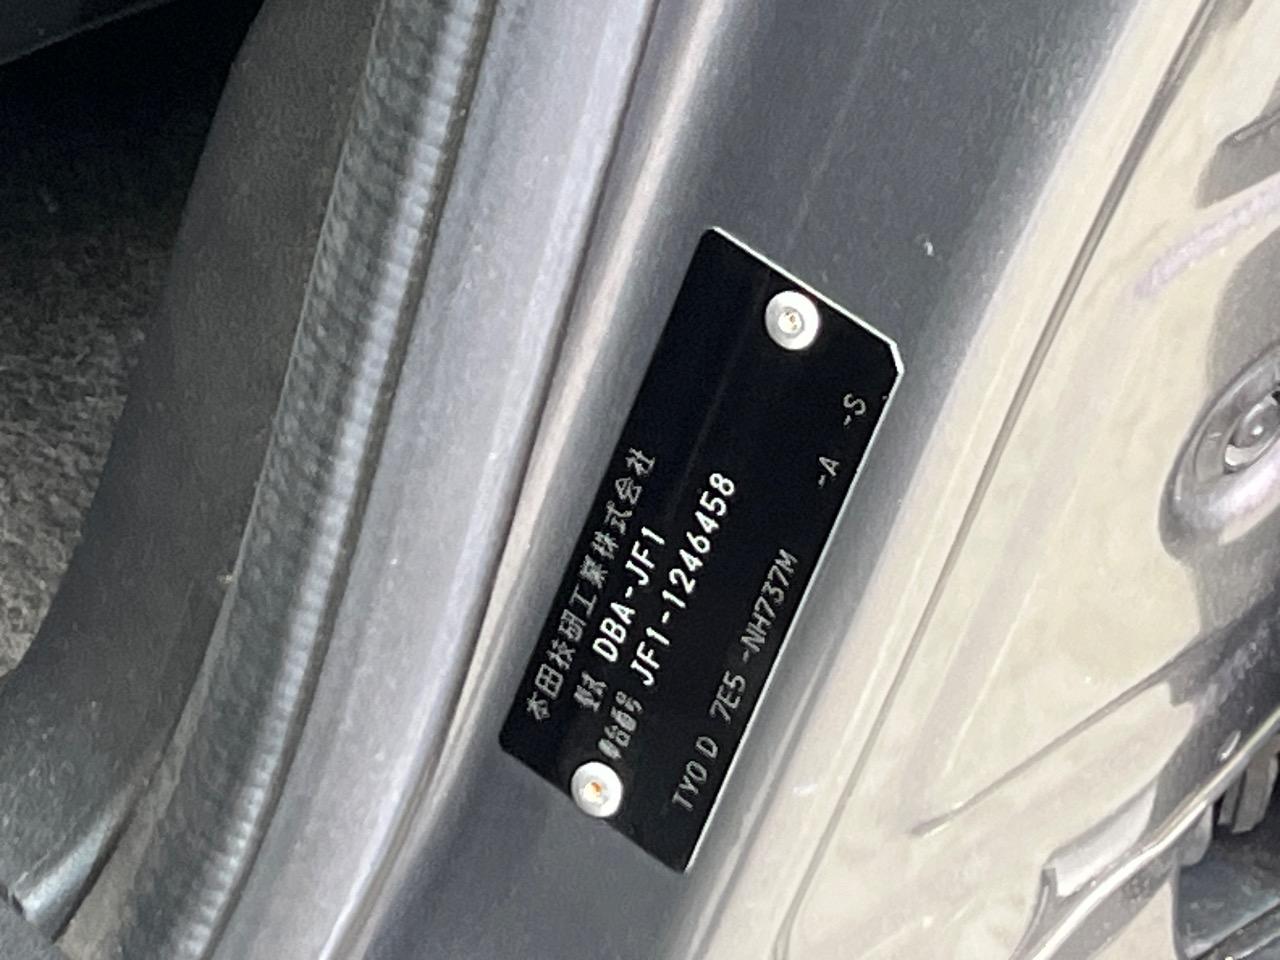 本田技研工業株式会社
型式 DBA-JF1
車台番号 JF1-1246458
TY0 D 7E5 -NH737M -A -S